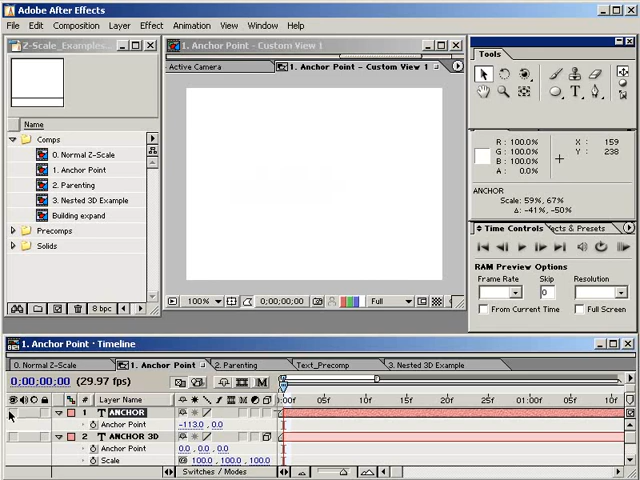 Adobe After Effects
File Edit Composition Layer Effect Animation View Window Help
Z-Scale_Example
Name
Comps
0. Normal Z-Scale
1. Anchor Point
2. Parenting
3. Nested 3D Example
Building expand
Precomps
Solids
8 bpc
1. Anchor Point - Custom View 1
Active Camera
1. Anchor Point - Custom View 1
100%
0;00;00;00
Full
Tools
R: 100.0%
G: 100.0%
B: 100.0%
A: 0.0%
X: 159
Y: 238
ANCHOR
Scale: 59%, 67%
Δ: -41%, -50%
Time Controls
ects & Presets
RAM Preview Options
Frame Rate Skip Resolution
0
From Current Time Full Screen
1. Anchor Point · Timeline
0. Normal Z-Scale 1. Anchor Point 2. Parenting Text_Precomp 3. Nested 3D Example
0;00;00;00 (29.97 fps)
:00f 05f 10f 15f 20f 25f 01:00f 05f 10f
# Layer Name
1 T ANCHOR
Anchor Point -113.0, 0.0
2 T ANCHOR 3D
Anchor Point 0.0, 0.0, 0.0
Scale 100.0, 100.0, 100.0
Switches / Modes